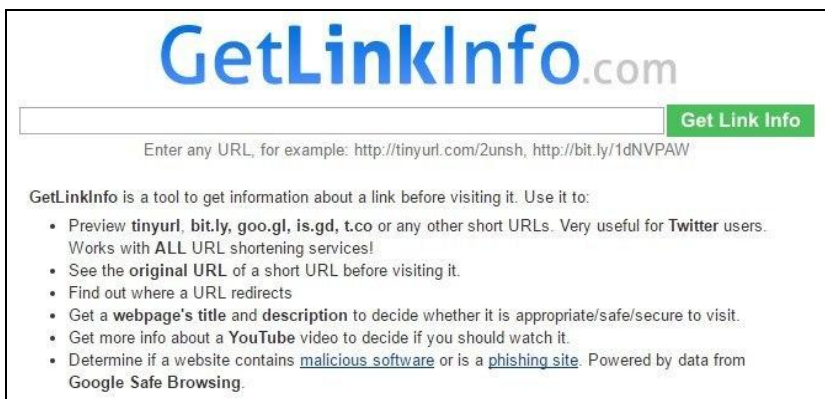 GetLinkInfo.com
Get Link Info
Enter any URL, for example: http://tinyurl.com/2unsh, http://bit.ly/1dNVPAW
GetLinkInfo is a tool to get information about a link before visiting it. Use it to:
• Preview tinyurl, bit.ly, goo.gl, is.gd, t.co or any other short URLs. Very useful for Twitter users.
Works with ALL URL shortening services!
• See the original URL of a short URL before visiting it.
• Find out where a URL redirects
• Get a webpage's title and description to decide whether it is appropriate/safe/secure to visit.
• Get more info about a YouTube video to decide if you should watch it.
• Determine if a website contains malicious software or is a phishing site. Powered by data from
Google Safe Browsing.